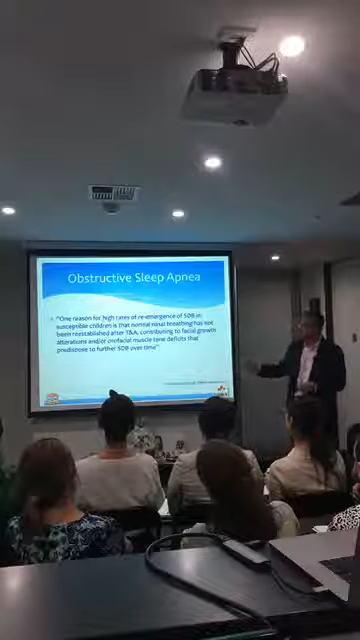 Obstructive Sleep Apnea
"One reason for high rates of re-emergence of SDB in
susceptible children is that normal nasal breathing has not
been reestablished after T&A, contributing to facial growth
alterations and/or muscle tone deficits that
predispose to further SDB over time"